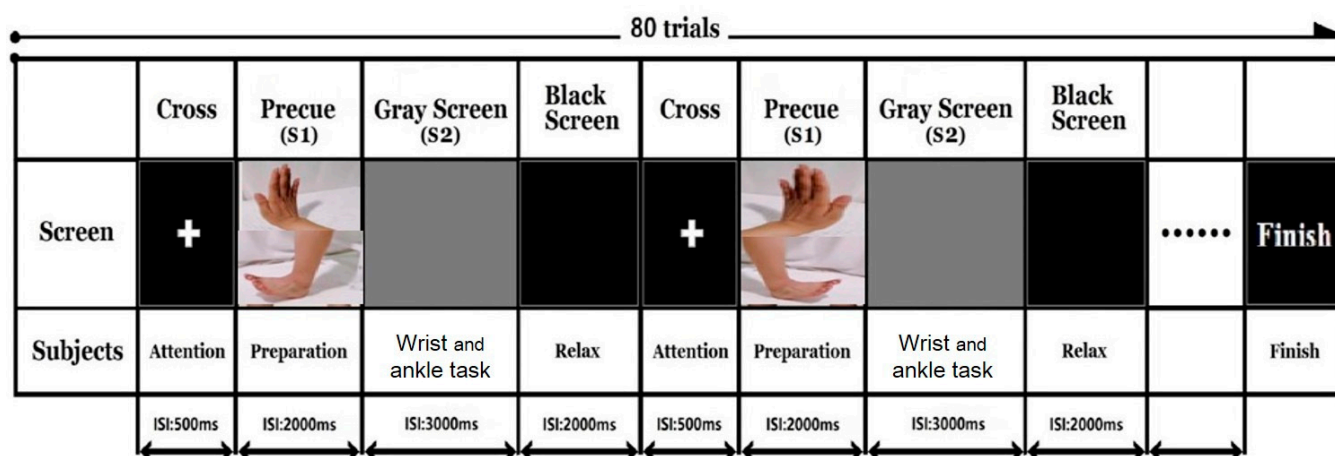 80 trials
Cross Precue (S1) Gray Screen (S2) Black Screen Cross Precue (S1) Gray Screen (S2) Black Screen
Screen + + ...... Finish
Subjects Attention Preparation Wrist and ankle task Relax Attention Preparation Wrist and ankle task Relax Finish
ISI:500ms ISI:2000ms ISI:3000ms ISI:2000ms ISI:500ms ISI:2000ms ISI:3000ms ISI:2000ms